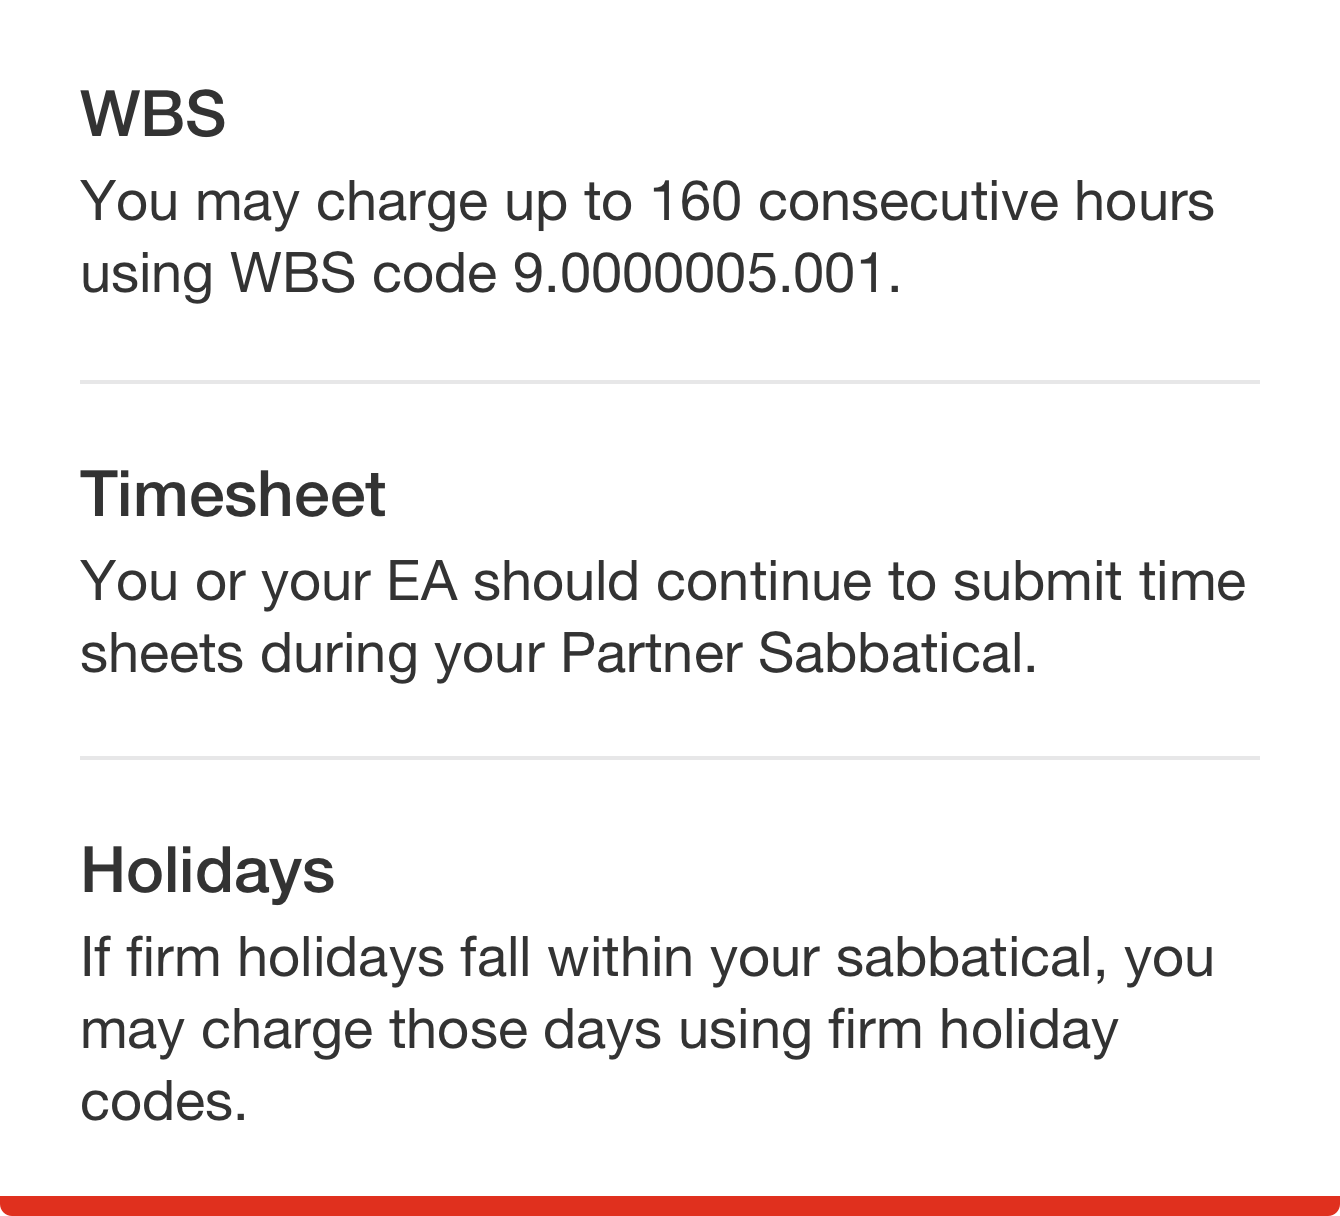 WBS
You may charge up to 160 consecutive hours
using WBS code 9.0000005.001.
Timesheet
You or your EA should continue to submit time
sheets during your Partner Sabbatical.
Holidays
If firm holidays fall within your sabbatical, you
may charge those days using firm holiday
codes.